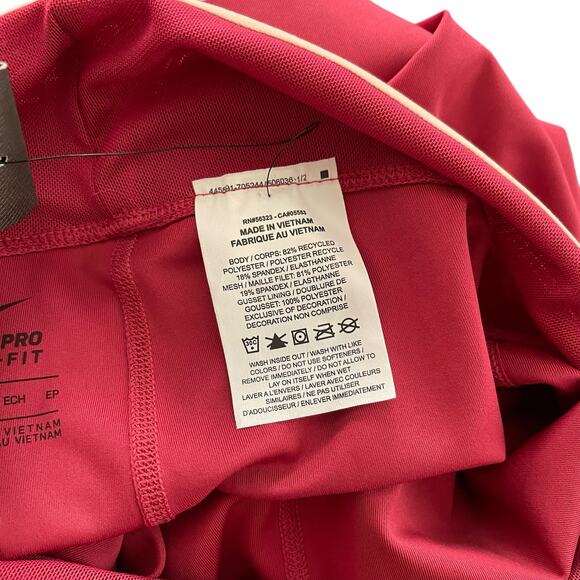 445891-705244/506036-1/2
RN#56323 - CA#05553
MADE IN VIETNAM
FABRIQUE AU VIETNAM
BODY / CORPS: 82% RECYCLED
POLYESTER / POLYESTER RECYCLE
18% SPANDEX / ELASTHANNE
MESH / MAILLE FILET: 81% POLYESTER
19% SPANDEX / ELASTHANNE
GUSSET LINING / DOUBLURE DE
GOUSSET: 100% POLYESTER
EXCLUSIVE OF DECORATION
DECORATION NON COMPRISE
WASH INSIDE OUT / WASH WITH LIKE
COLORS / DO NOT USE SOFTENERS /
REMOVE IMMEDIATELY / DO NOT IRON /
LAY ON ITSELF WHEN WET
LAVER A L'ENVERS / LAVER AVEC COULEURS
SIMILAIRES / NE PAS UTILISER
D'ADOUCISSEUR / ENLEVER IMMEDIATEMENT
PRO
-FIT
ECH EP
VIETNAM
AU VIETNAM